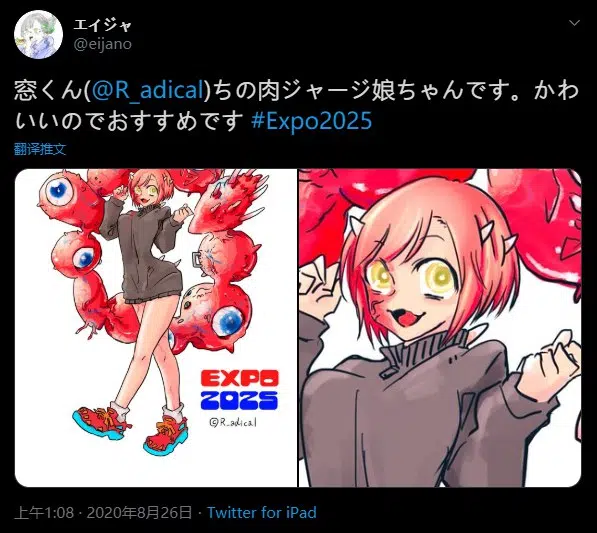 エイジャ
@eijano
窓くん(@R_adical)ちの肉ジャージ娘ちゃんです。かわ
いいのでおすすめです #Expo2025
翻译推文
EXPO
2025
@R_adical
上午1:08 · 2020年8月26日 · Twitter for iPad